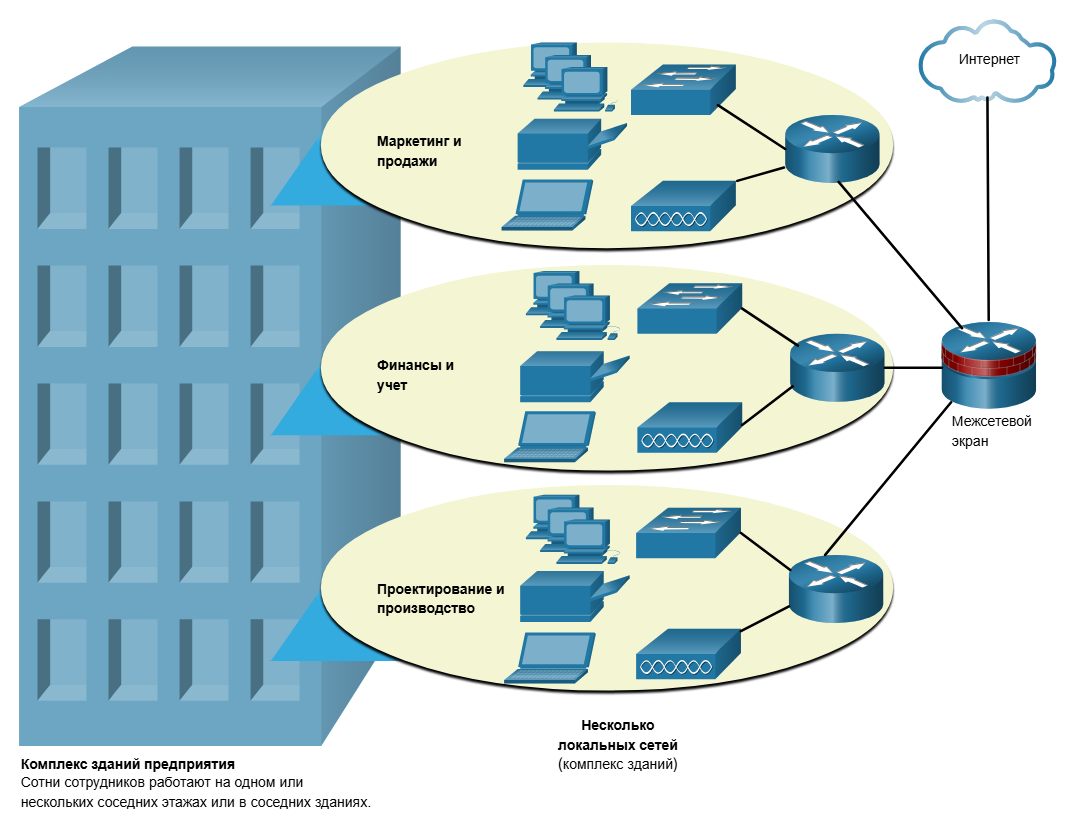 Интернет
Маркетинг и
продажи
Финансы и
учет
Межсетевой
экран
Проектирование и
производство
Несколько
локальных сетей
(комплекс зданий)
Комплекс зданий предприятия
Сотни сотрудников работают на одном или
нескольких соседних этажах или в соседних зданиях.